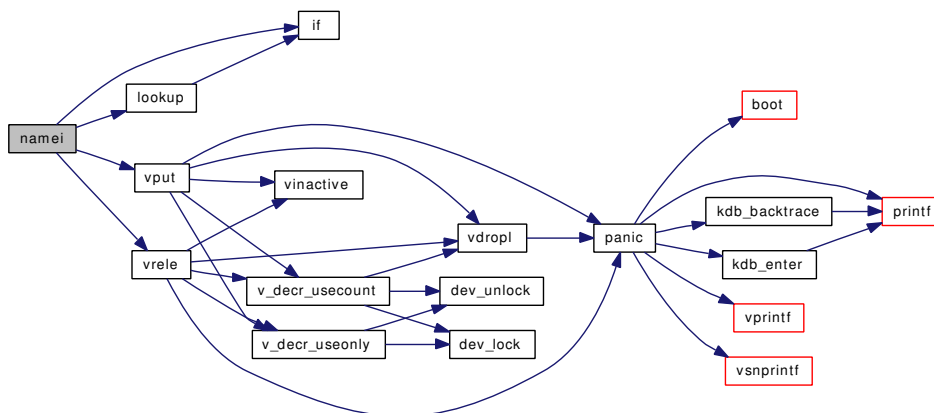 if
lookup
namei
vput
vinactive
vrele
v_decr_usecount
v_decr_useonly
vdropl
dev_unlock
dev_lock
panic
boot
kdb_backtrace
printf
kdb_enter
vprintf
vsnprintf